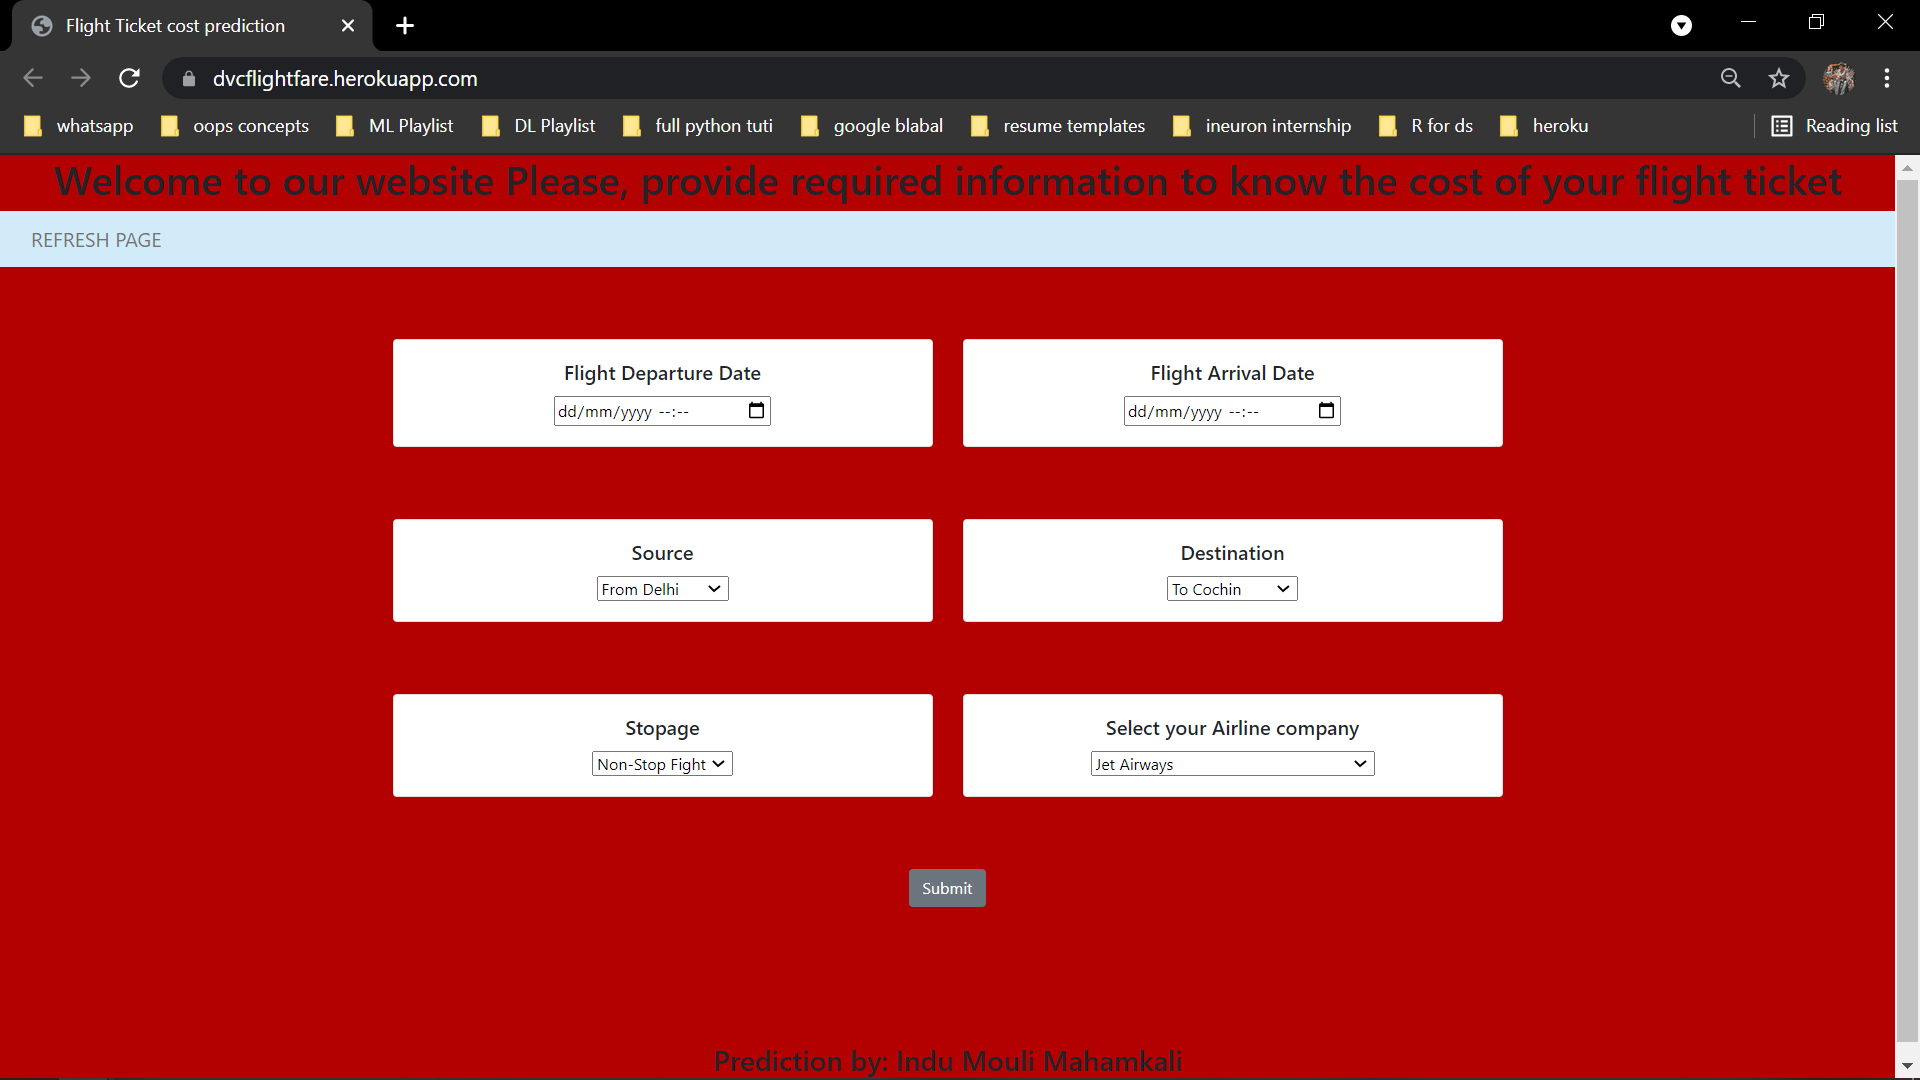 Flight Ticket cost prediction
dvcflightfare.herokuapp.com
whatsapp oops concepts ML Playlist DL Playlist full python tuti google blabal resume templates ineuron internship R for ds heroku Reading list
Welcome to our website Please, provide required information to know the cost of your flight ticket
REFRESH PAGE
Flight Departure Date Flight Arrival Date
dd/mm/yyyy --:-- dd/mm/yyyy --:--
Source Destination
From Delhi To Cochin
Stopage Select your Airline company
Non-Stop Fight Jet Airways
Submit
Prediction by: Indu Mouli Mahamkali